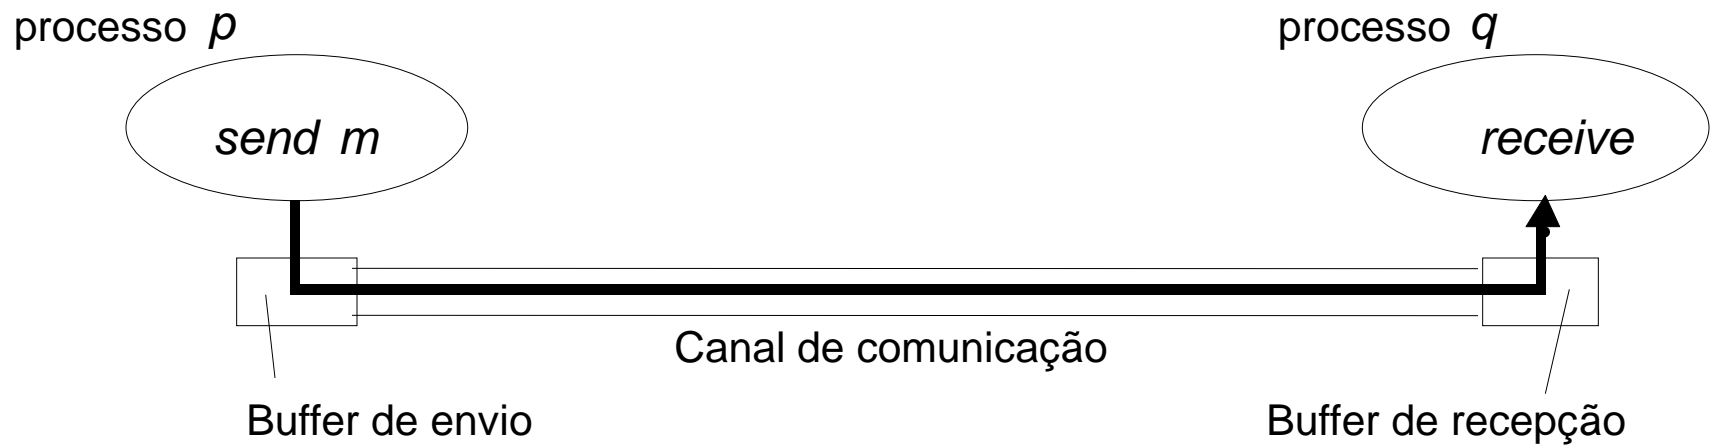 processo p
processo q
send m
receive
Canal de comunicação
Buffer de envio
Buffer de recepção